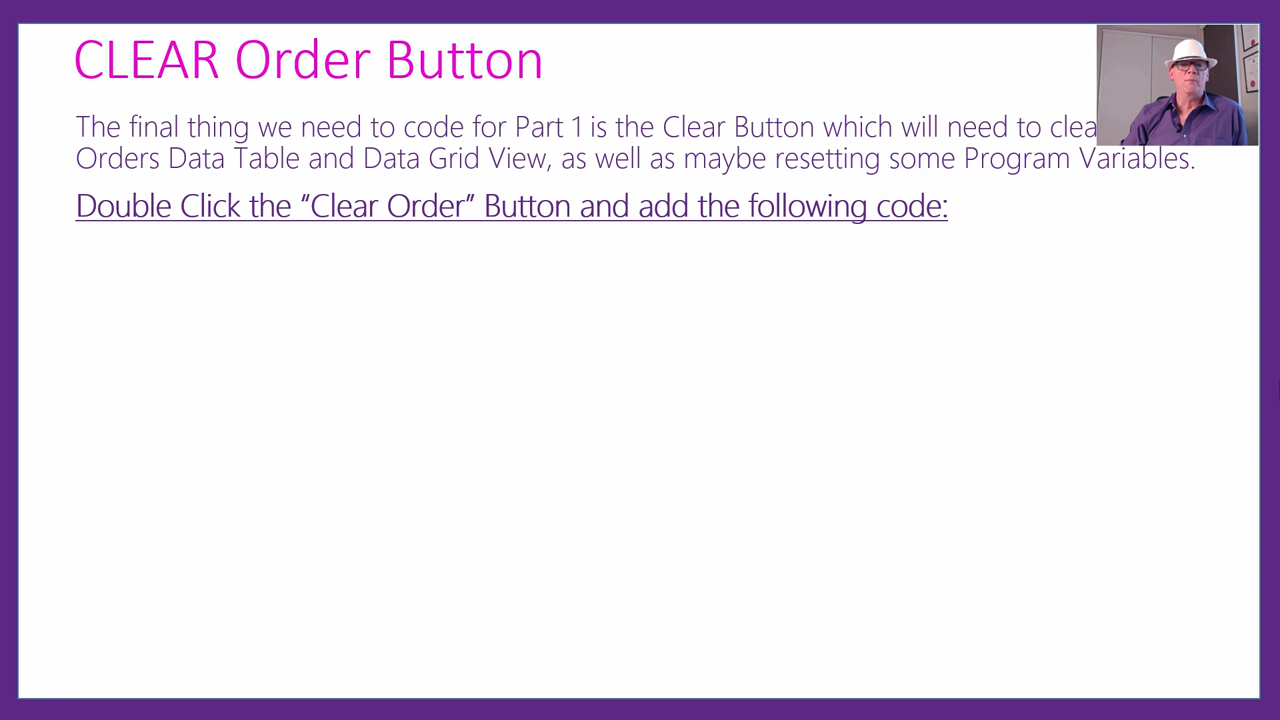 CLEAR Order Button
The final thing we need to code for Part 1 is the Clear Button which will need to
Orders Data Table and Data Grid View, as well as maybe resetting some Program Variables.
Double Click the “Clear Order” Button and add the following code: